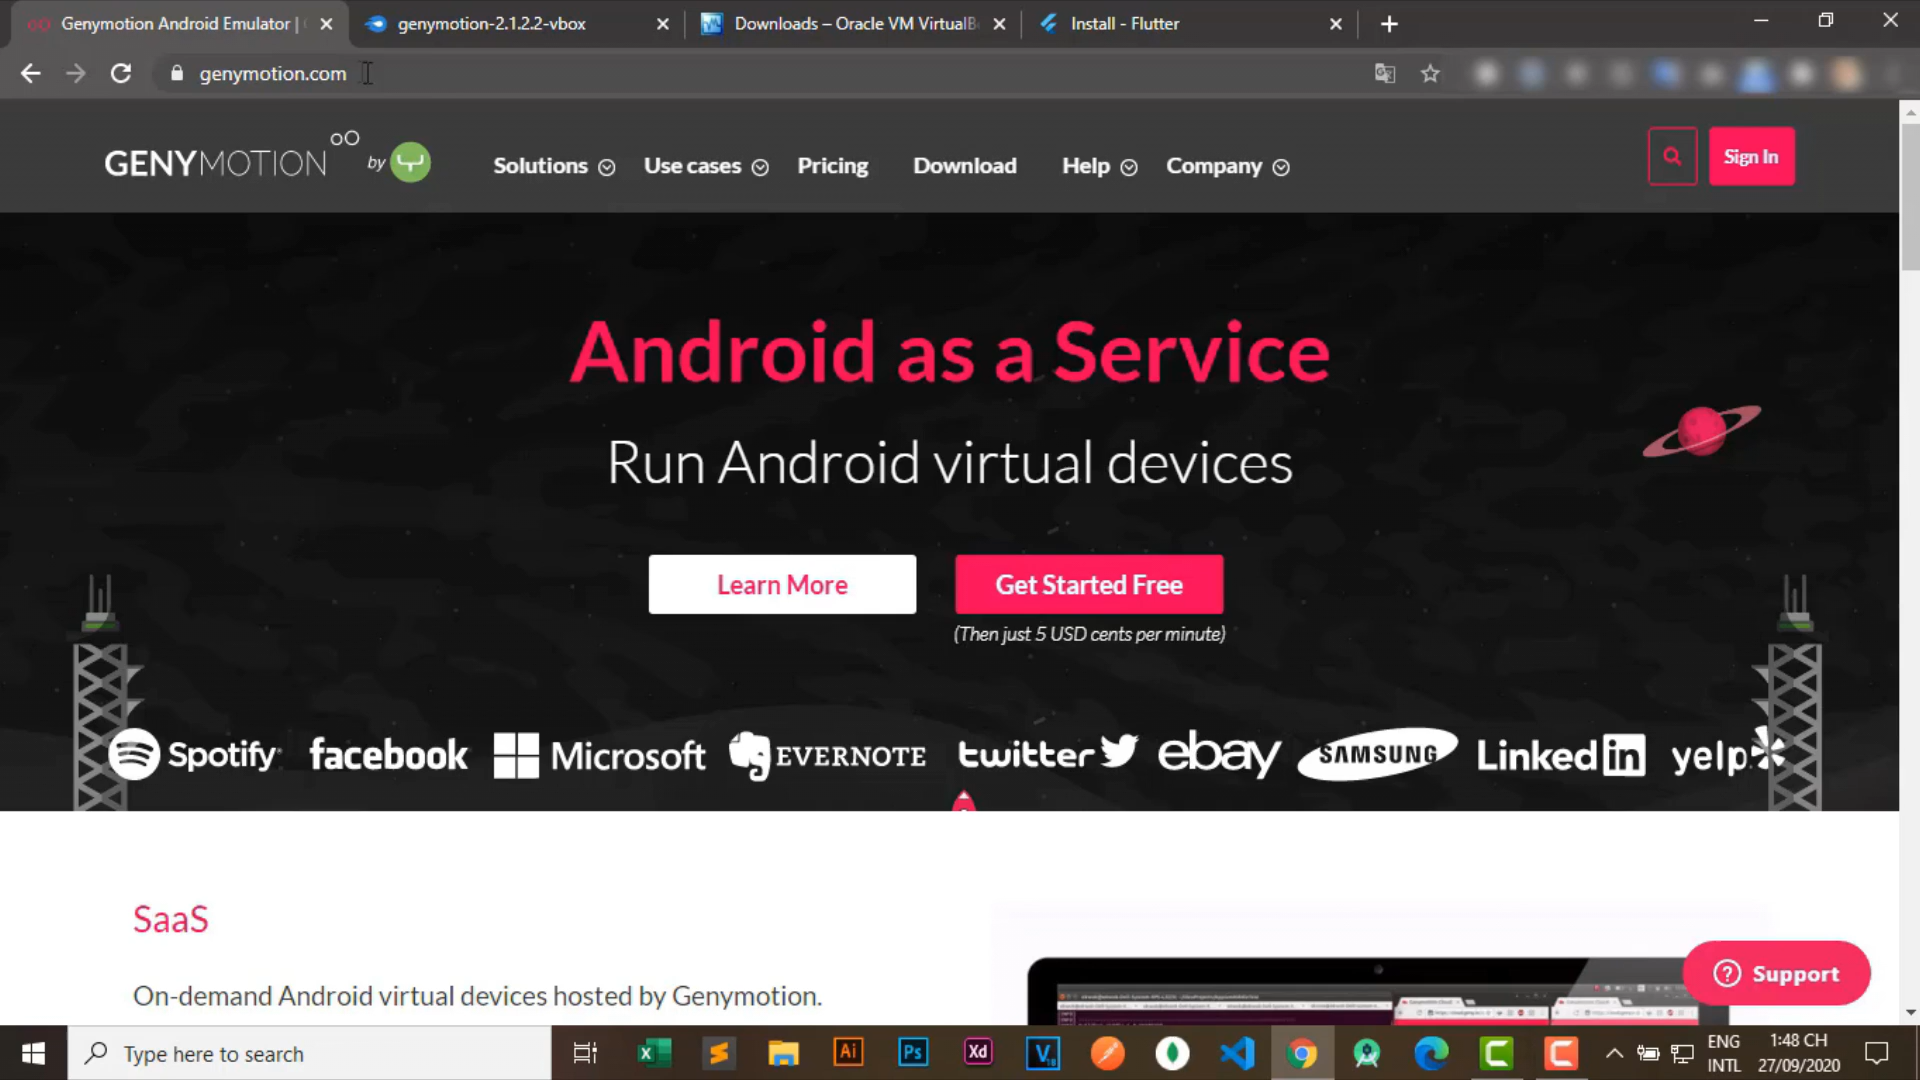 Genymotion Android Emulator |
genymotion-2.1.2.2-vbox
Downloads – Oracle VM VirtualB
Install - Flutter
genymotion.com
GENYMOTION by
Solutions
Use cases
Pricing
Download
Help
Company
Sign In
Android as a Service
Run Android virtual devices
Learn More
Get Started Free
(Then just 5 USD cents per minute)
Spotify
facebook
Microsoft
EVERNOTE
twitter
ebay
SAMSUNG
Linked in
yelp
SaaS
On-demand Android virtual devices hosted by Genymotion.
Support
Type here to search
Ai
Ps
Xd
ENG
INTL
1:48 CH
27/09/2020